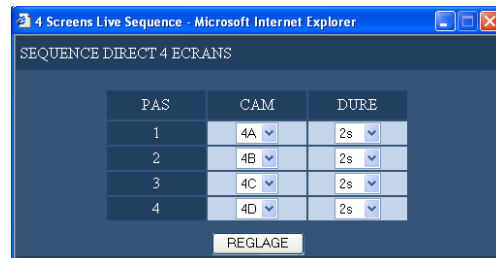 4 Screens Live Sequence - Microsoft Internet Explorer
SEQUENCE DIRECT 4 ECRANS
PAS CAM DURE
1 4A 2s
2 4B 2s
3 4C 2s
4 4D 2s
REGLAGE